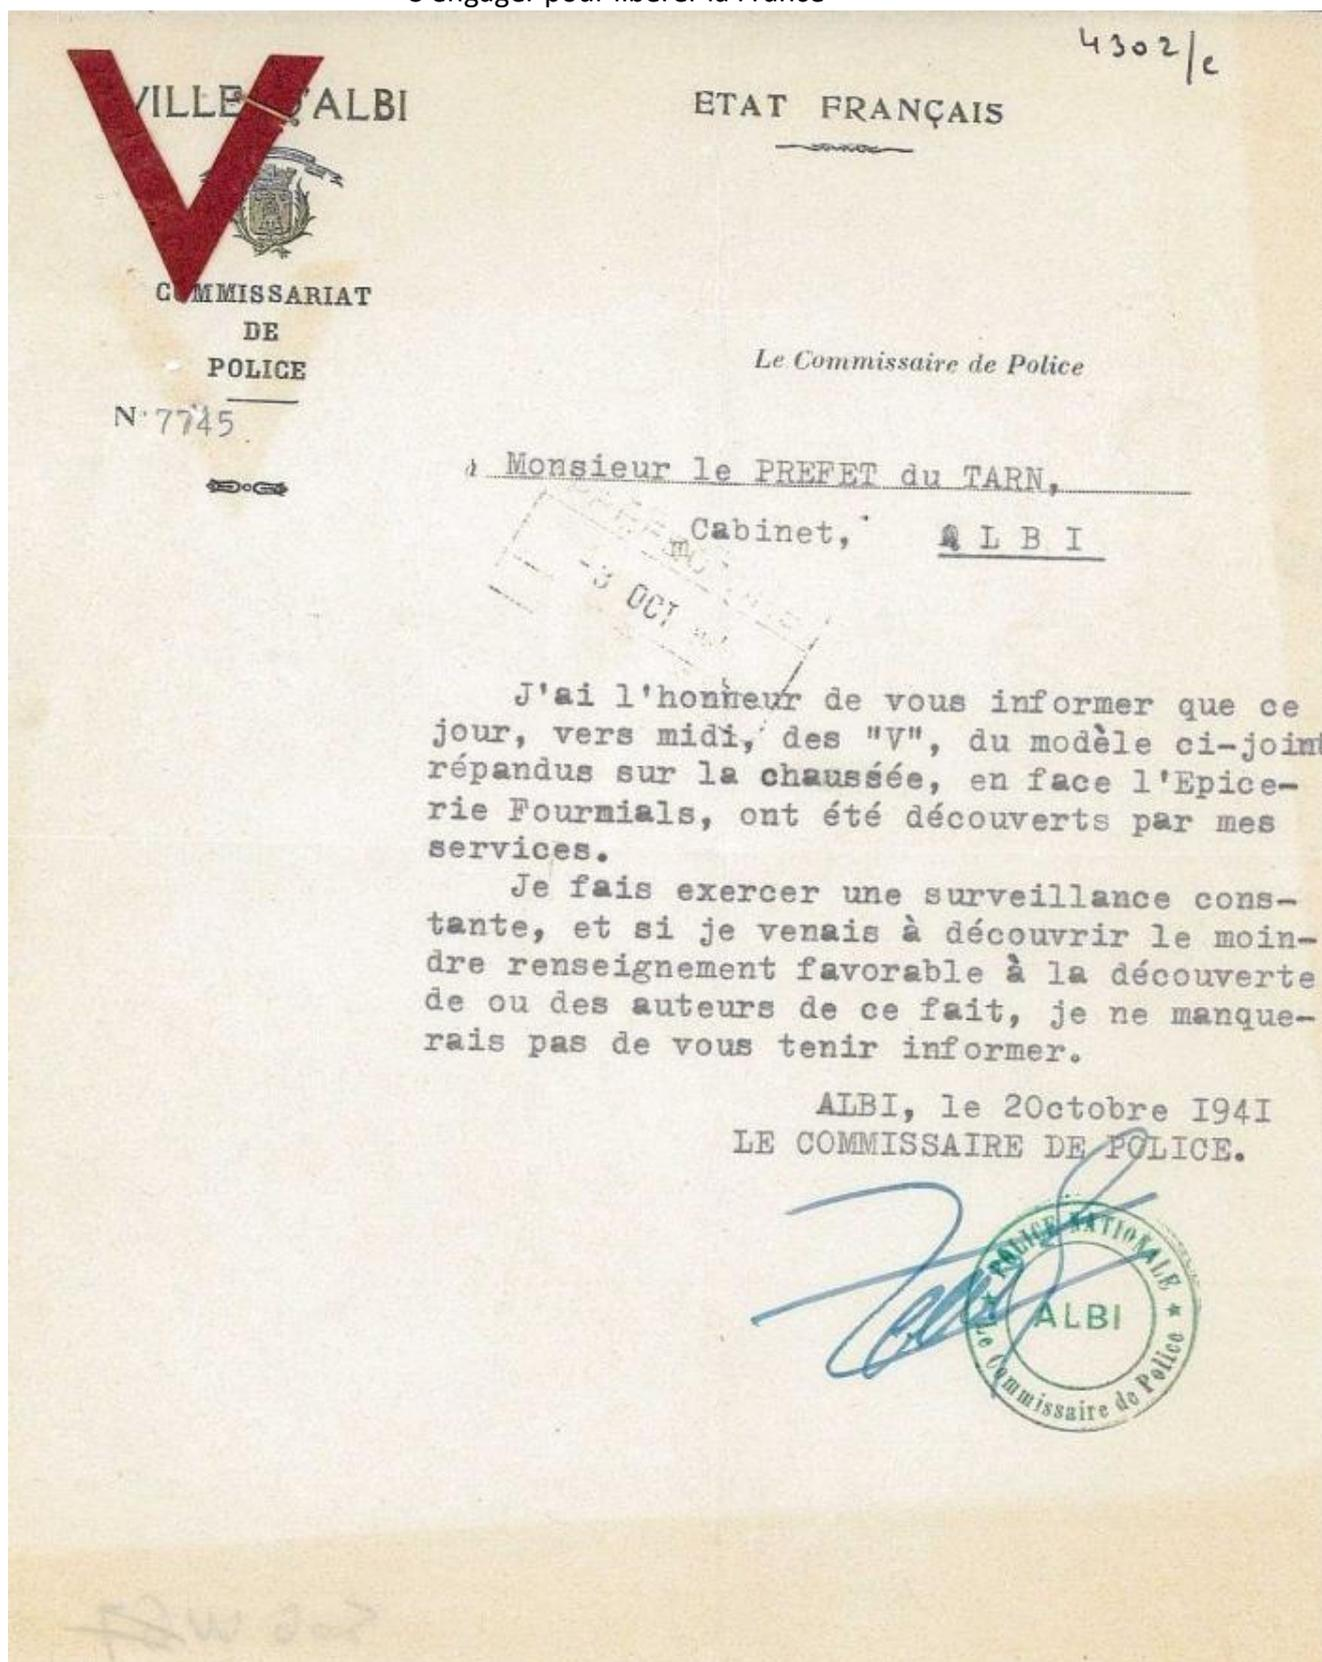 S'engager pour libérer la France
4302/c
VILLE D'ALBI
ETAT FRANÇAIS
COMMISSARIAT
DE
POLICE
N° 7745
Le Commissaire de Police
à Monsieur le PREFET du TARN,
Cabinet, ALBI
-3 OCT
J'ai l'honneur de vous informer que ce
jour, vers midi, des "V", du modèle ci-joint
répandus sur la chaussée, en face l'Epice-
rie Fourmials, ont été découverts par mes
services.
Je fais exercer une surveillance cons-
tante, et si je venais à découvrir le moin-
dre renseignement favorable à la découverte
de ou des auteurs de ce fait, je ne manque-
rais pas de vous tenir informer.
ALBI, le 2Octobre I94I
LE COMMISSAIRE DE POLICE.
POLICE NATIONALE
ALBI
Le Commissaire de Police